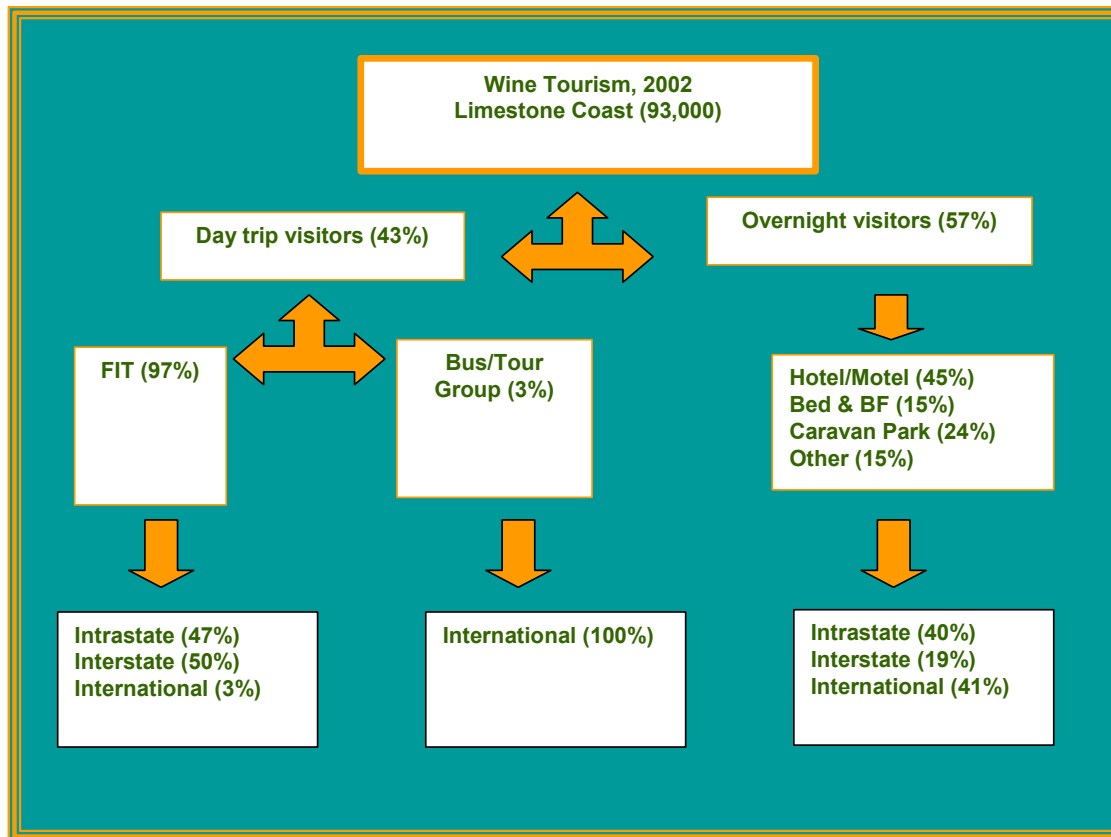 Wine Tourism, 2002
Limestone Coast (93,000)
Day trip visitors (43%)
Overnight visitors (57%)
FIT (97%)
Bus/Tour
Group (3%)
Hotel/Motel (45%)
Bed & BF (15%)
Caravan Park (24%)
Other (15%)
Intrastate (47%)
Interstate (50%)
International (3%)
International (100%)
Intrastate (40%)
Interstate (19%)
International (41%)